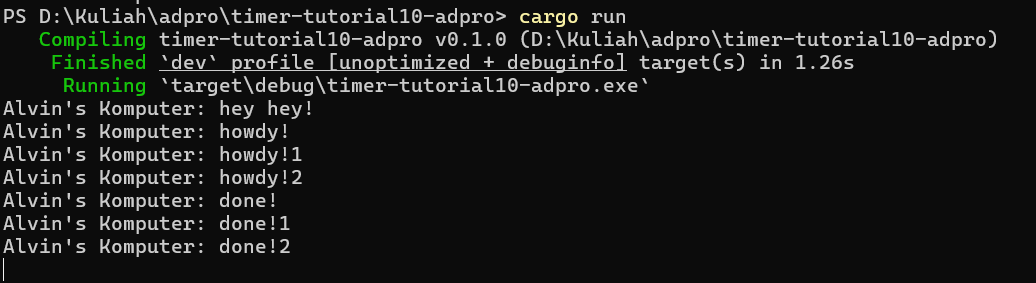 PS D:\Kuliah\adpro\timer-tutorial10-adpro> cargo run
   Compiling timer-tutorial10-adpro v0.1.0 (D:\Kuliah\adpro\timer-tutorial10-adpro)
    Finished `dev` profile [unoptimized + debuginfo] target(s) in 1.26s
     Running `target\debug\timer-tutorial10-adpro.exe`
Alvin's Komputer: hey hey!
Alvin's Komputer: howdy!
Alvin's Komputer: howdy!1
Alvin's Komputer: howdy!2
Alvin's Komputer: done!
Alvin's Komputer: done!1
Alvin's Komputer: done!2